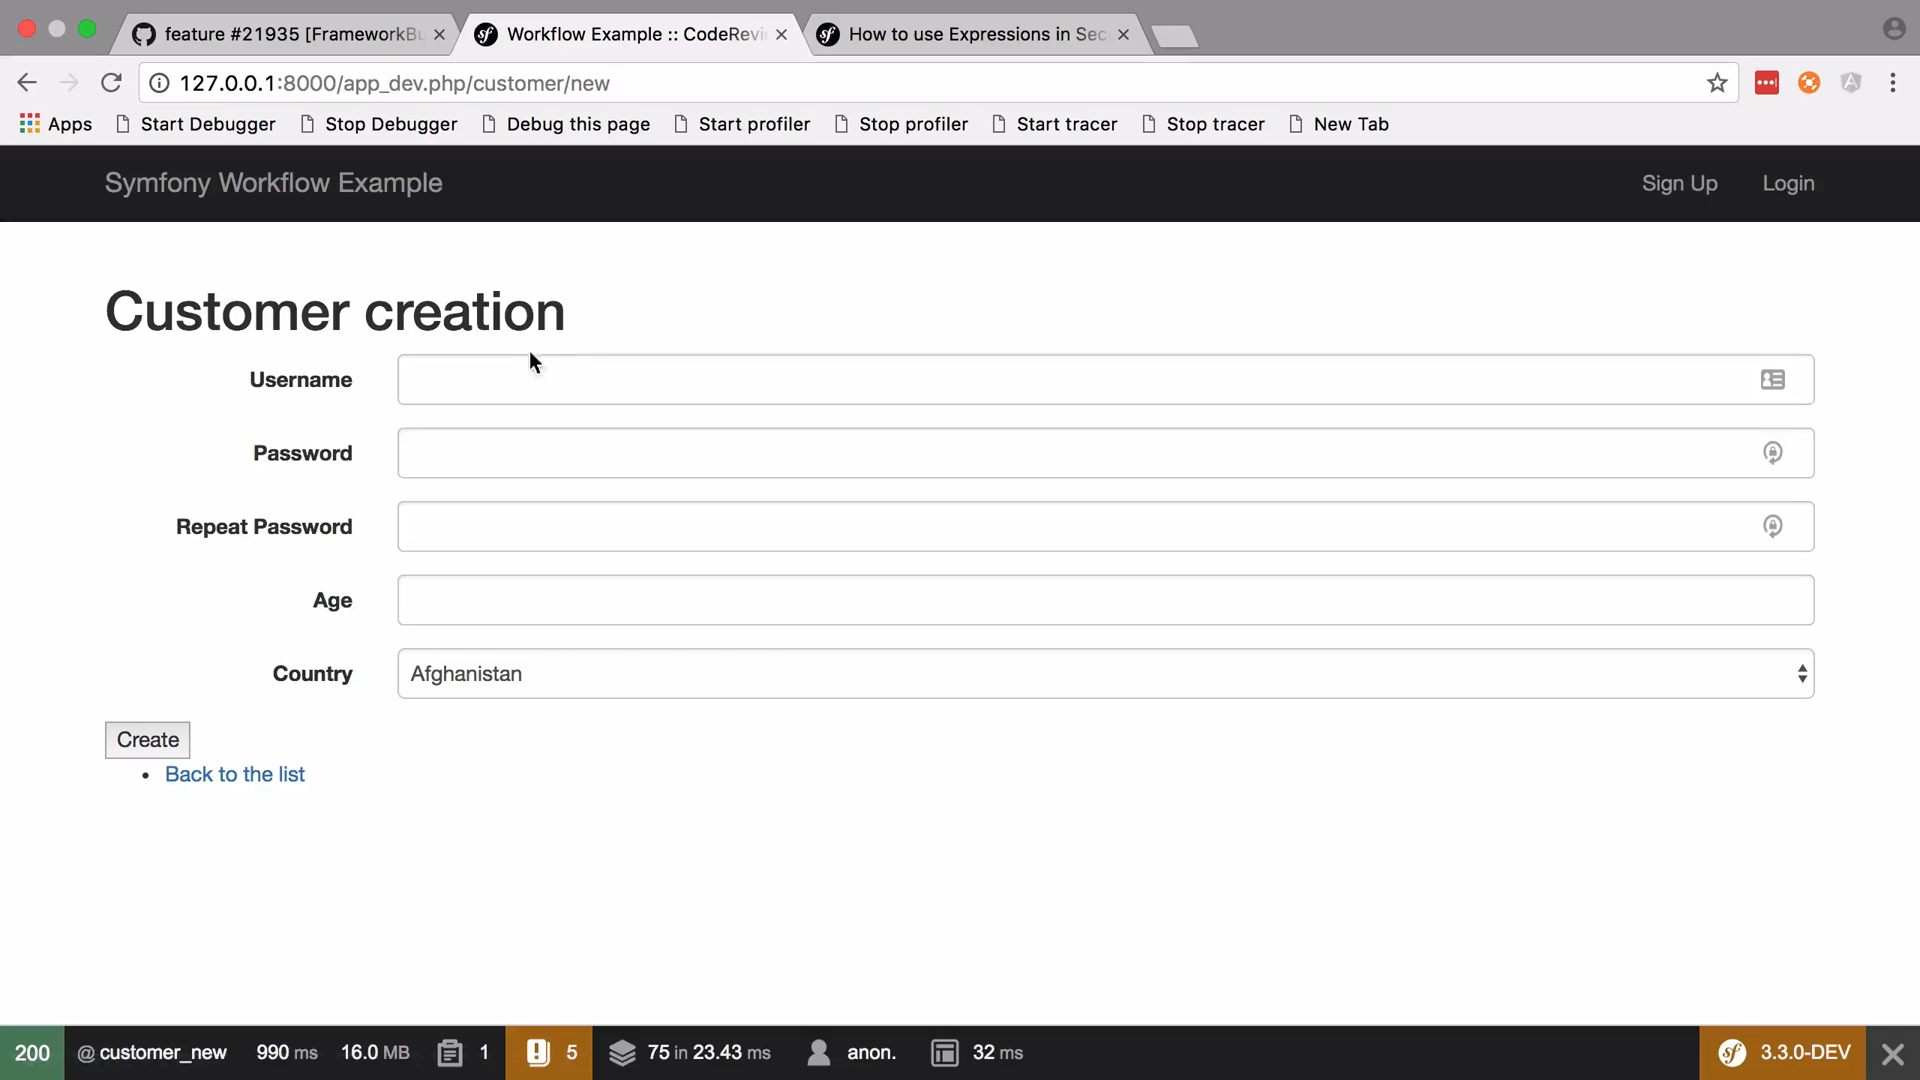 feature #21935 [FrameworkBu
Workflow Example :: CodeRevi
How to use Expressions in Sec
127.0.0.1:8000/app_dev.php/customer/new
Apps Start Debugger Stop Debugger Debug this page Start profiler Stop profiler Start tracer Stop tracer New Tab
Symfony Workflow Example Sign Up Login
Customer creation
Username
Password
Repeat Password
Age
Country Afghanistan
Create
• Back to the list
200 @ customer_new 990 ms 16.0 MB 1 5 75 in 23.43 ms anon. 32 ms sf 3.3.0-DEV